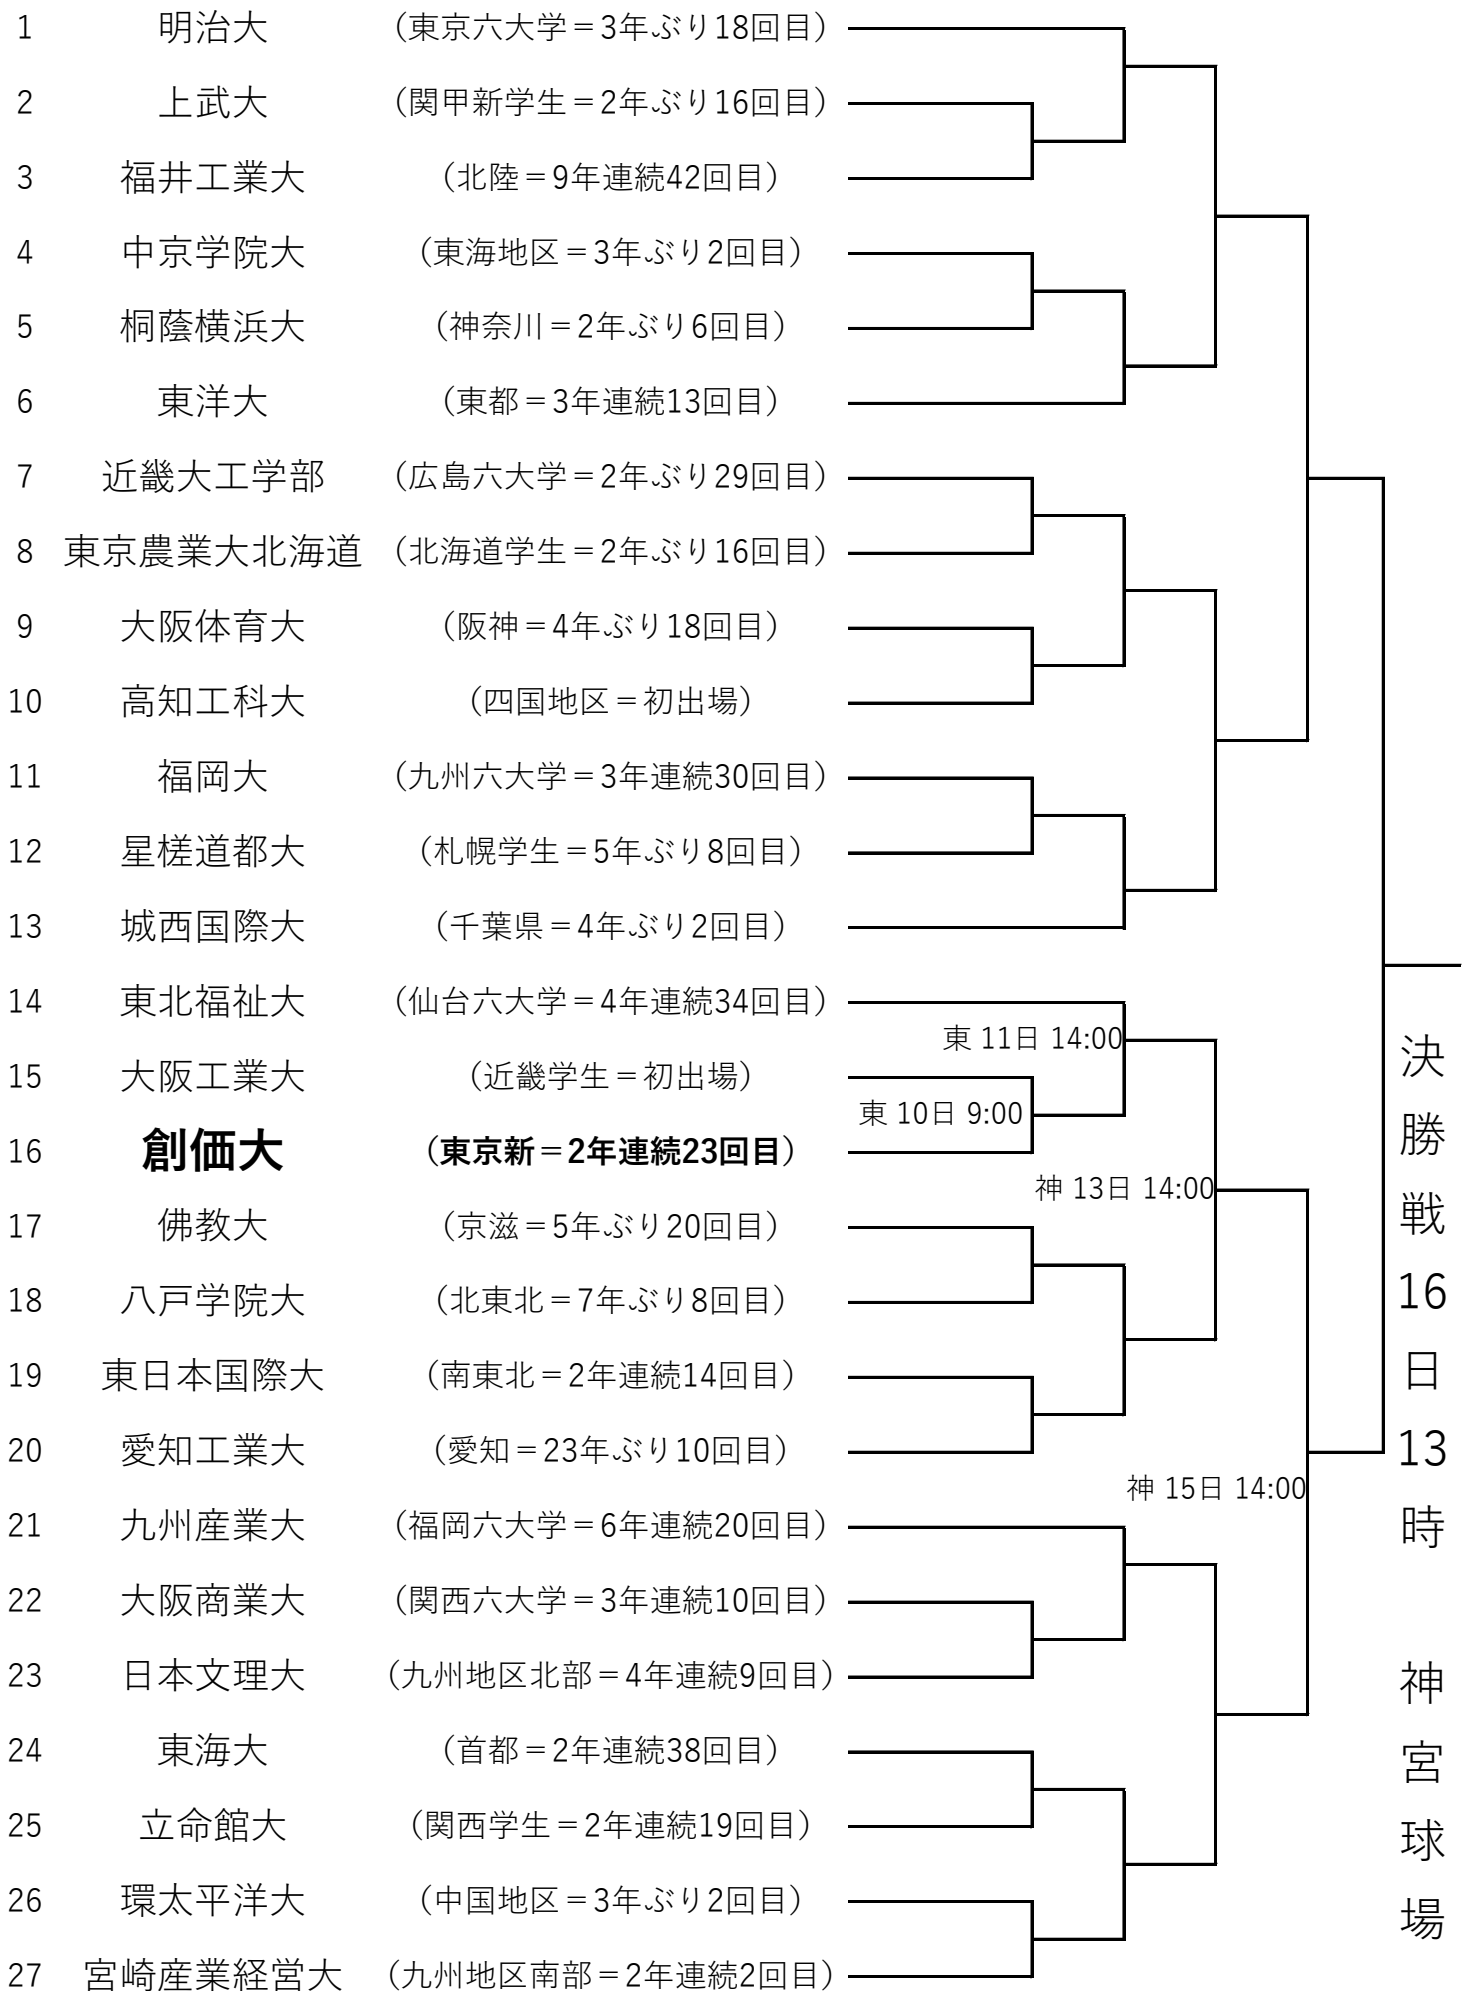 1 明治大 (東京六大学＝3年ぶり18回目)
2 上武大 (関甲新学生＝2年ぶり16回目)
3 福井工業大 (北陸＝9年連続42回目)
4 中京学院大 (東海地区＝3年ぶり2回目)
5 桐蔭横浜大 (神奈川＝2年ぶり6回目)
6 東洋大 (東都＝3年連続13回目)
7 近畿大工学部 (広島六大学＝2年ぶり29回目)
8 東京農業大北海道 (北海道学生＝2年ぶり16回目)
9 大阪体育大 (阪神＝4年ぶり18回目)
10 高知工科大 (四国地区＝初出場)
11 福岡大 (九州六大学＝3年連続30回目)
12 星槎道都大 (札幌学生＝5年ぶり8回目)
13 城西国際大 (千葉県＝4年ぶり2回目)
14 東北福祉大 (仙台六大学＝4年連続34回目)
東 11日 14:00
15 大阪工業大 (近畿学生＝初出場)
東 10日 9:00
16 創価大 (東京新＝2年連続23回目)
神 13日 14:00
17 佛教大 (京滋＝5年ぶり20回目)
18 八戸学院大 (北東北＝7年ぶり8回目)
19 東日本国際大 (南東北＝2年連続14回目)
20 愛知工業大 (愛知＝23年ぶり10回目)
神 15日 14:00
21 九州産業大 (福岡六大学＝6年連続20回目)
22 大阪商業大 (関西六大学＝3年連続10回目)
23 日本文理大 (九州地区北部＝4年連続9回目)
24 東海大 (首都＝2年連続38回目)
25 立命館大 (関西学生＝2年連続19回目)
26 環太平洋大 (中国地区＝3年ぶり2回目)
27 宮崎産業経営大 (九州地区南部＝2年連続2回目)
決勝戦16日13時 神宮球場